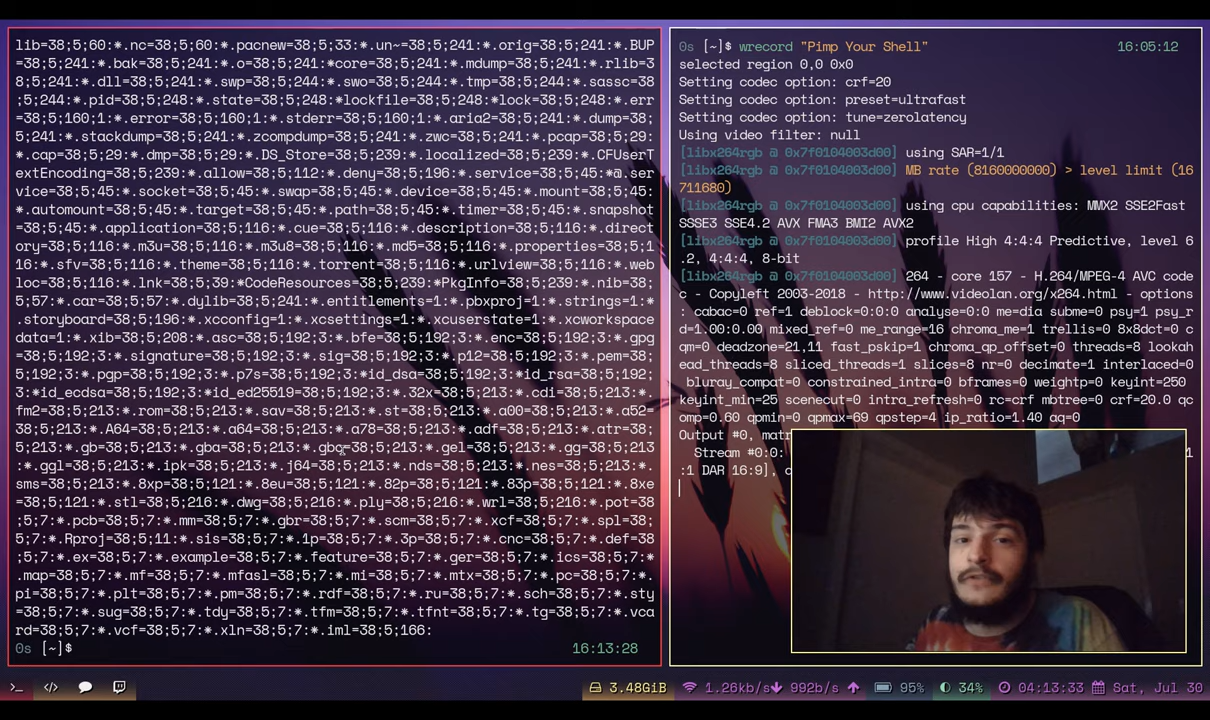 lib=38;5;60:*.nc=38;5;60:*.pacnew=38;5;33:*.un~=38;5;241:*.orig=38;5;241:*.BUP
=38;5;241:*.bak=38;5;241:*.o=38;5;241:*core=38;5;241:*.mdump=38;5;241:*.rlib=3
8;5;241:*.dll=38;5;241:*.swp=38;5;244:*.swo=38;5;244:*.tmp=38;5;244:*.sassc=38
;5;244:*.pid=38;5;248:*.state=38;5;248:*lockfile=38;5;248:*lock=38;5;248:*.err
=38;5;160;1:*.error=38;5;160;1:*.stderr=38;5;160;1:*.aria2=38;5;241:*.dump=38;
5;241:*.stackdump=38;5;241:*.zcompdump=38;5;241:*.zwc=38;5;241:*.pcap=38;5;29:
*.cap=38;5;29:*.dmp=38;5;29:*.DS_Store=38;5;239:*.localized=38;5;239:*.CFUserT
extEncoding=38;5;239:*.allow=38;5;112:*.deny=38;5;196:*.service=38;5;45:*@.ser
vice=38;5;45:*.socket=38;5;45:*.swap=38;5;45:*.device=38;5;45:*.mount=38;5;45:
*.automount=38;5;45:*.target=38;5;45:*.path=38;5;45:*.timer=38;5;45:*.snapshot
=38;5;45:*.application=38;5;116:*.cue=38;5;116:*.description=38;5;116:*.direct
ory=38;5;116:*.m3u=38;5;116:*.m3u8=38;5;116:*.md5=38;5;116:*.properties=38;5;1
16:*.sfv=38;5;116:*.theme=38;5;116:*.torrent=38;5;116:*.urlview=38;5;116:*.web
loc=38;5;116:*.lnk=38;5;39:*CodeResources=38;5;239:*PkgInfo=38;5;239:*.nib=38;
5;57:*.car=38;5;57:*.dylib=38;5;241:*.entitlements=1:*.pbxproj=1:*.strings=1:*
.storyboard=38;5;196:*.xcconfig=1:*.xcsettings=1:*.xcuserstate=1:*.xcworkspace
data=1:*.xib=38;5;208:*.asc=38;5;192;3:*.bfe=38;5;192;3:*.enc=38;5;192;3:*.gpg
=38;5;192;3:*.signature=38;5;192;3:*.sig=38;5;192;3:*.p12=38;5;192;3:*.pem=38;
5;192;3:*.pgp=38;5;192;3:*.p7s=38;5;192;3:*id_dsa=38;5;192;3:*id_rsa=38;5;192;
3:*id_ecdsa=38;5;192;3:*id_ed25519=38;5;192;3:*.32x=38;5;213:*.cdi=38;5;213:*.
fm2=38;5;213:*.rom=38;5;213:*.sav=38;5;213:*.st=38;5;213:*.a00=38;5;213:*.a52=
38;5;213:*.A64=38;5;213:*.a64=38;5;213:*.a78=38;5;213:*.adf=38;5;213:*.atr=38;
5;213:*.gb=38;5;213:*.gba=38;5;213:*.gbc=38;5;213:*.gel=38;5;213:*.gg=38;5;213
:*.ggl=38;5;213:*.ipk=38;5;213:*.j64=38;5;213:*.nds=38;5;213:*.nes=38;5;213:*.
sms=38;5;213:*.8xp=38;5;121:*.8eu=38;5;121:*.82p=38;5;121:*.83p=38;5;121:*.8xe
=38;5;121:*.stl=38;5;216:*.dwg=38;5;216:*.ply=38;5;216:*.wrl=38;5;216:*.pot=38
;5;7:*.pcb=38;5;7:*.mm=38;5;7:*.gbr=38;5;7:*.scm=38;5;7:*.xcf=38;5;7:*.spl=38;
5;7:*.Rproj=38;5;11:*.sis=38;5;7:*.1p=38;5;7:*.3p=38;5;7:*.cnc=38;5;7:*.def=38
;5;7:*.ex=38;5;7:*.example=38;5;7:*.feature=38;5;7:*.ger=38;5;7:*.ics=38;5;7:*
.map=38;5;7:*.mf=38;5;7:*.mfasl=38;5;7:*.mi=38;5;7:*.mtx=38;5;7:*.pc=38;5;7:*.
pi=38;5;7:*.plt=38;5;7:*.pm=38;5;7:*.rdf=38;5;7:*.ru=38;5;7:*.sch=38;5;7:*.sty
=38;5;7:*.sug=38;5;7:*.tdy=38;5;7:*.tfm=38;5;7:*.tfnt=38;5;7:*.tg=38;5;7:*.vca
rd=38;5;7:*.vcf=38;5;7:*.xln=38;5;7:*.iml=38;5;166:
0s [~]$ 16:13:28
0s [~]$ wrecord "Pimp Your Shell" 16:05:12
selected region 0,0 0x0
Setting codec option: crf=20
Setting codec option: preset=ultrafast
Setting codec option: tune=zerolatency
Using video filter: null
[libx264rgb @ 0x7f0104003d00] using SAR=1/1
[libx264rgb @ 0x7f0104003d00] MB rate (8160000000) > level limit (16
711680)
[libx264rgb @ 0x7f0104003d00] using cpu capabilities: MMX2 SSE2Fast
SSSE3 SSE4.2 AVX FMA3 BMI2 AVX2
[libx264rgb @ 0x7f0104003d00] profile High 4:4:4 Predictive, level 6
.2, 4:4:4, 8-bit
[libx264rgb @ 0x7f0104003d00] 264 - core 157 - H.264/MPEG-4 AVC code
c - Copyleft 2003-2018 - http://www.videolan.org/x264.html - options
: cabac=0 ref=1 deblock=0:0:0 analyse=0:0 me=dia subme=0 psy=1 psy_r
d=1.00:0.00 mixed_ref=0 me_range=16 chroma_me=1 trellis=0 8x8dct=0 c
qm=0 deadzone=21,11 fast_pskip=1 chroma_qp_offset=0 threads=8 lookah
ead_threads=8 sliced_threads=1 slices=8 nr=0 decimate=1 interlaced=0
bluray_compat=0 constrained_intra=0 bframes=0 weightp=0 keyint=250
keyint_min=25 scenecut=0 intra_refresh=0 rc=crf mbtree=0 crf=20.0 qc
omp=0.60 qpmin=0 qpmax=69 qpstep=4 ip_ratio=1.40 aq=0
Output #0, matr
Stream #0:0: 1
:1 DAR 16:9], c
3.48GiB 1.26kb/s 992b/s 95% 34% 04:13:33 Sat, Jul 30